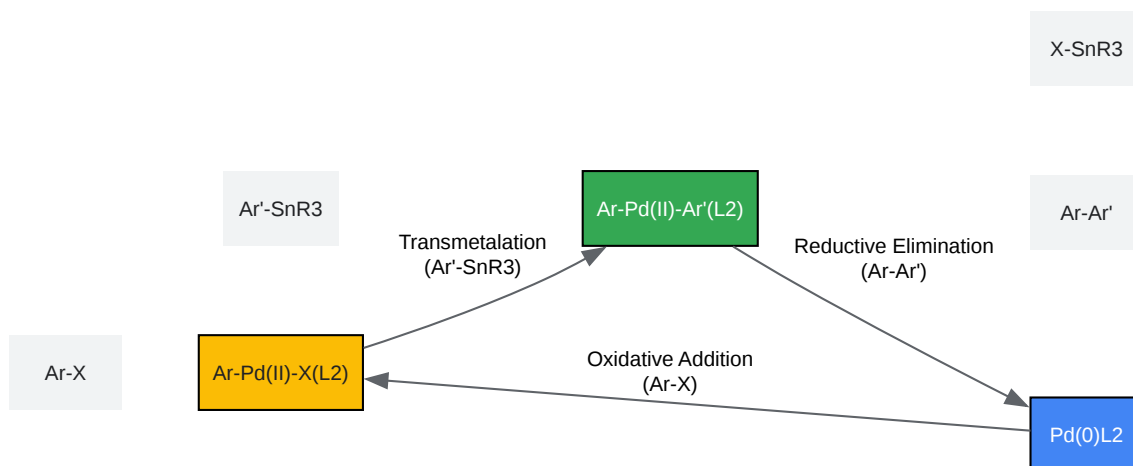 X-SnR3
Ar'-SnR3
Ar-Pd(II)-Ar'(L2)
Ar-Ar'
Transmetalation
(Ar'-SnR3)
Reductive Elimination
(Ar-Ar')
Ar-X
Ar-Pd(II)-X(L2)
Oxidative Addition
(Ar-X)
Pd(0)L2